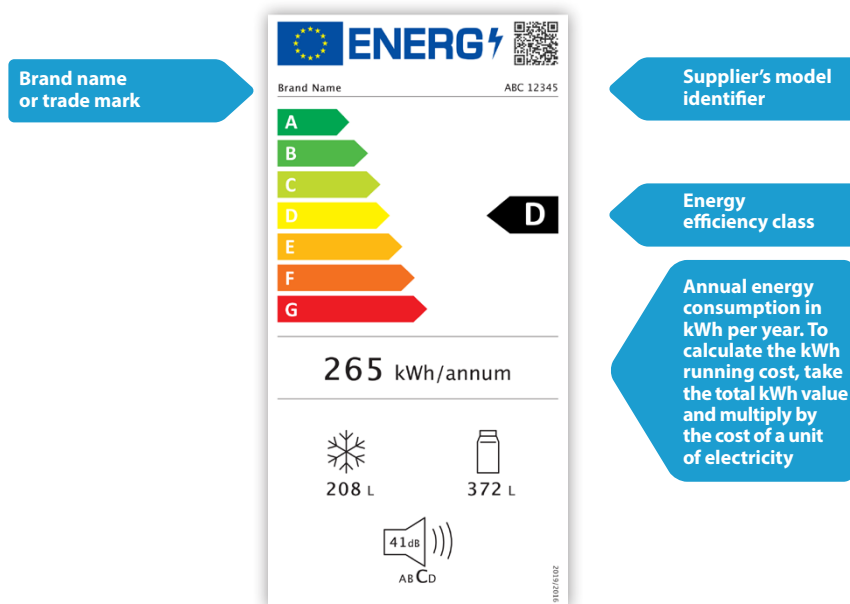 ENERG
Brand name
or trade mark
Supplier's model
identifier
Brand Name
ABC 12345
A
B
C
D
E
F
G
D
Energy
efficiency class
Annual energy
consumption in
kWh per year. To
calculate the kWh
running cost, take
the total kWh value
and multiply by
the cost of a unit
of electricity
265 kWh/annum
208 L
372 L
41dB
ABCD
2019/2016